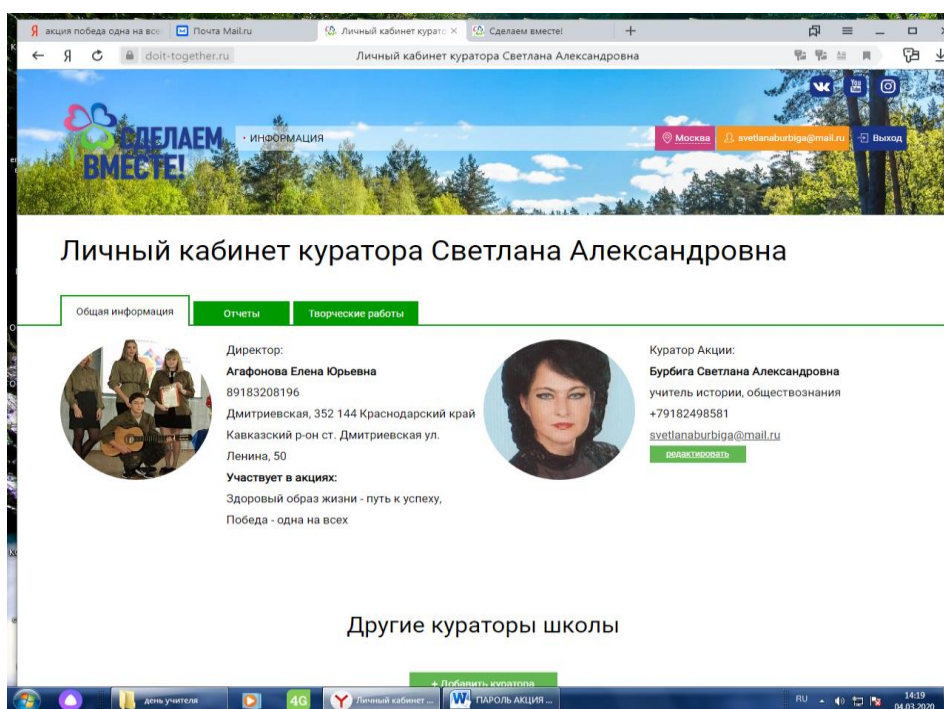 акция победа одна на все
Почта Mail.ru
Личный кабинет курато
Сделаем вместе!
doit-together.ru
Личный кабинет куратора Светлана Александровна
СДЕЛАЕМ
ВМЕСТЕ!
• ИНФОРМАЦИЯ
Москва
svetlanaburbiga@mail.ru
Выход
Личный кабинет куратора Светлана Александровна
Общая информация
Отчеты
Творческие работы
Директор:
Агафонова Елена Юрьевна
89183208196
Дмитриевская, 352 144 Краснодарский край
Кавказский р-он ст. Дмитриевская ул.
Ленина, 50
Участвует в акциях:
Здоровый образ жизни - путь к успеху,
Победа - одна на всех
Куратор Акции:
Бурбига Светлана Александровна
учитель истории, обществознания
+79182498581
svetlanaburbiga@mail.ru
редактировать
Другие кураторы школы
+ Добавить куратора
день учителя
4G
Личный кабинет ...
ПАРОЛЬ АКЦИЯ ...
RU
14:19
04.03.2020